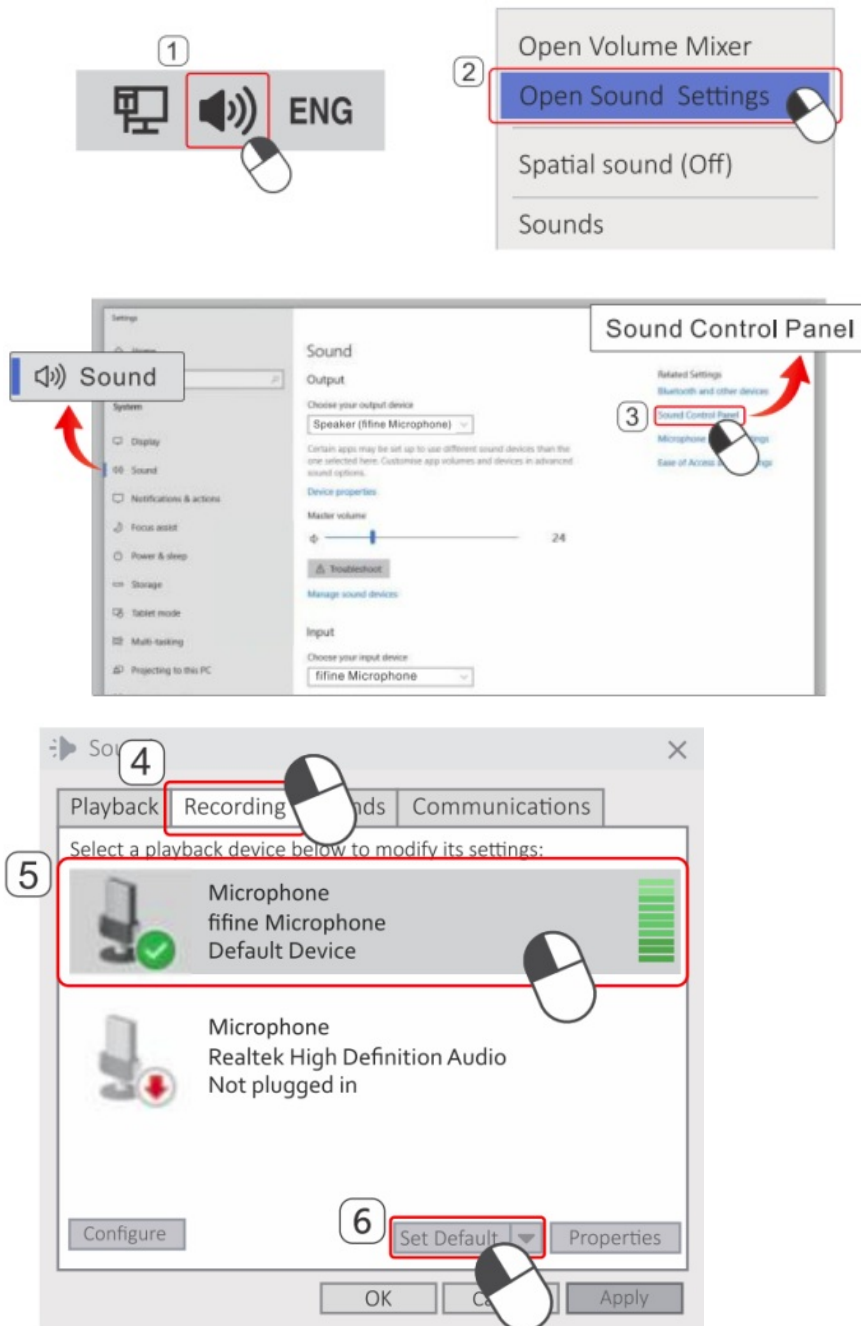 1
ENG
Open Volume Mixer
2
Open Sound Settings
Spatial sound (Off)
Sounds
Settings
Sound Control Panel
Sound
System
Display
Sound
Notifications & actions
Focus assist
Power & sleep
Storage
Tablet mode
Multi-tasking
Projecting to this PC
Sound
Output
Choose your output device
Speaker (fifine Microphone)
Certain apps may be set up to use different sound devices than the
one selected here. Customise app volumes and devices in advanced
sound options.
Device properties
Master volume
24
Troubleshoot
Manage sound devices
Input
Choose your input device
fifine Microphone
Related Settings
Bluetooth and other devices
3
Sound Control Panel
Microphone
Ease of Access
4
Playback Recording Communications
Select a playback device below to modify its settings:
5
Microphone
fifine Microphone
Default Device
Microphone
Realtek High Definition Audio
Not plugged in
Configure
6
Set Default
Properties
OK
Apply